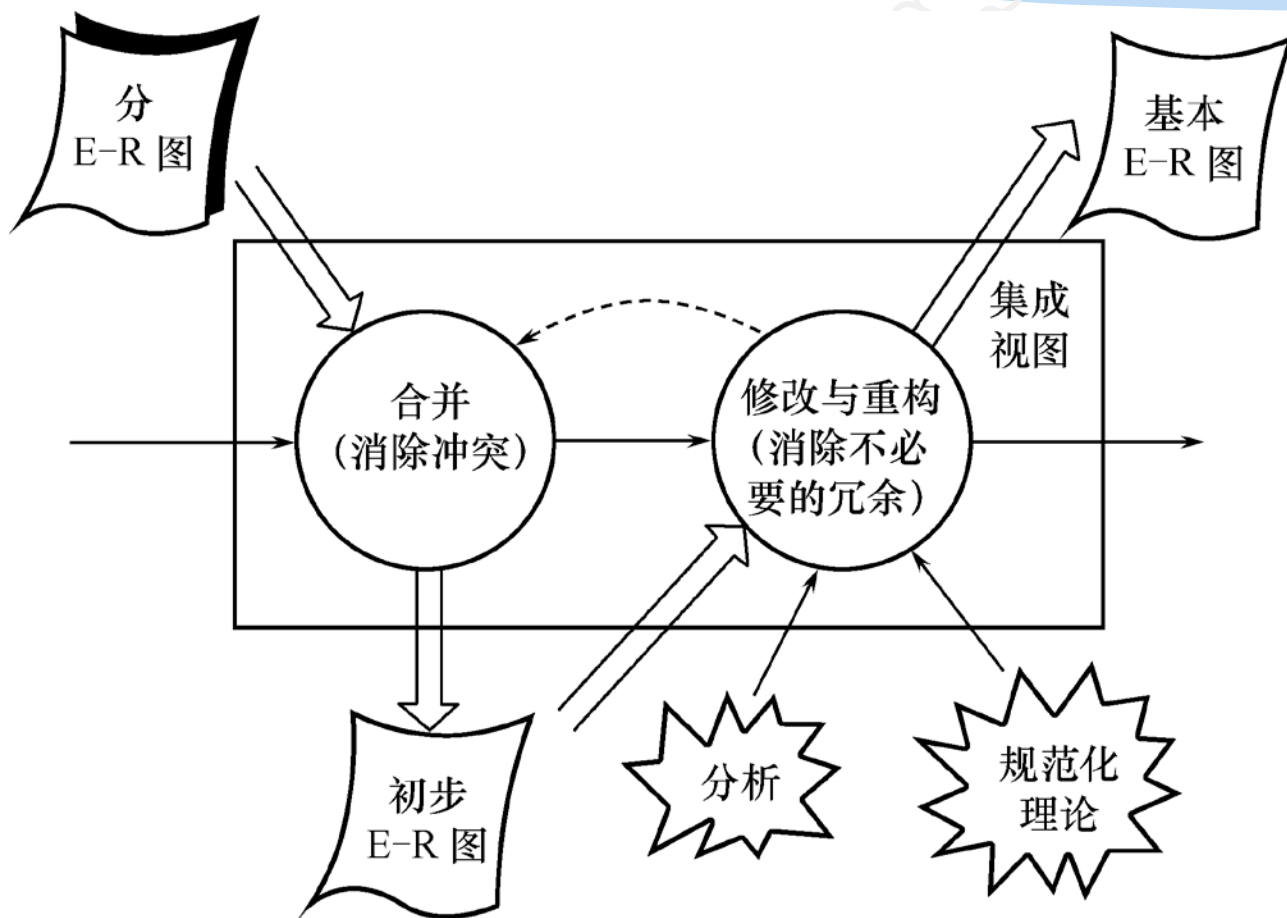 分
E-R 图
基本
E-R 图
集成
视图
合并
（消除冲突）
修改与重构
（消除不必
要的冗余）
初步
E-R 图
分析
规范化
理论